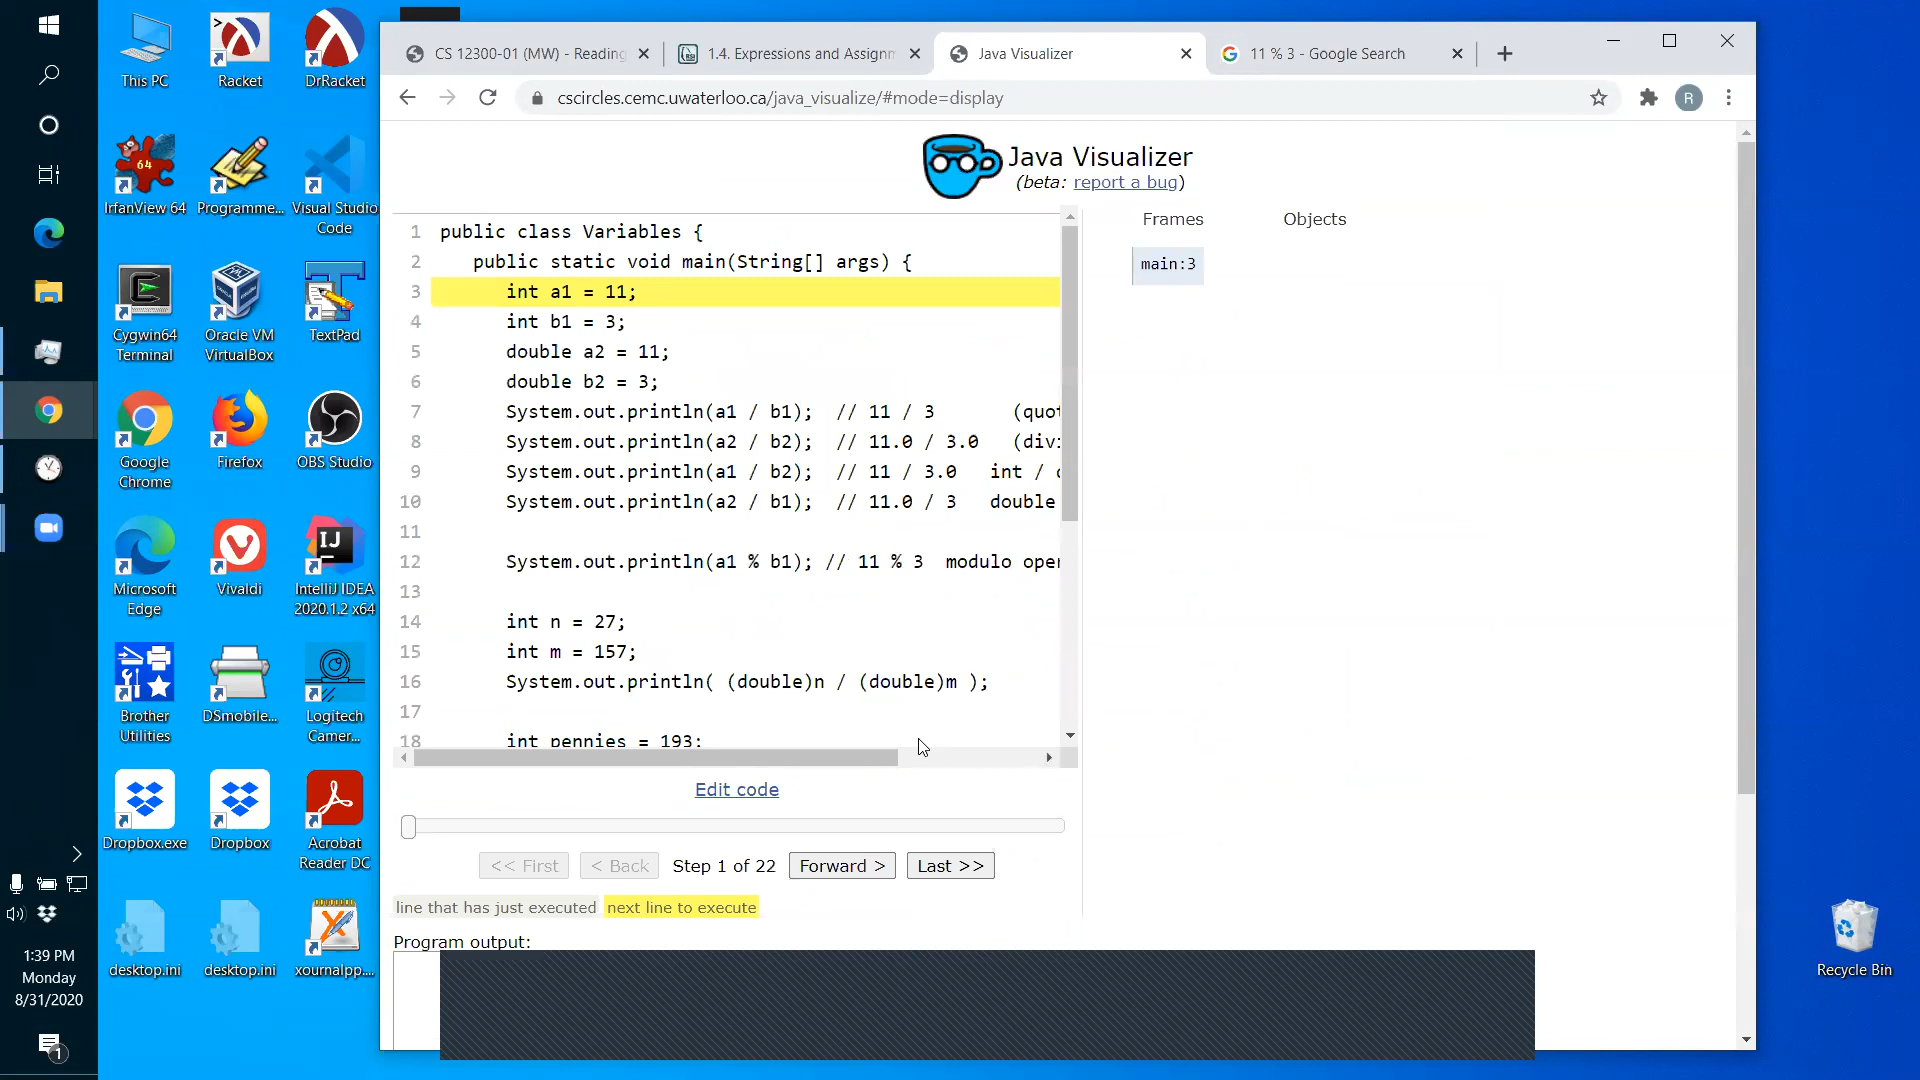 This PC
Racket
DrRacket
IrfanView 64
Programme...
Visual Studio
Code
Cygwin64
Terminal
Oracle VM
VirtualBox
TextPad
Google
Chrome
Firefox
OBS Studio
Microsoft
Edge
Vivaldi
IntelliJ IDEA
2020.1.2 x64
Brother
Utilities
DSmobile...
Logitech
Camer...
Dropbox.exe
Dropbox
Acrobat
Reader DC
desktop.ini
desktop.ini
xournalpp....
1:39 PM
Monday
8/31/2020
1
CS 12300-01 (MW) - Reading
1.4. Expressions and Assignm
Java Visualizer
11 % 3 - Google Search
cscircles.cemc.uwaterloo.ca/java_visualize/#mode=display
R
Java Visualizer
(beta: report a bug)
1 public class Variables {
2 public static void main(String[] args) {
3 int a1 = 11;
4 int b1 = 3;
5 double a2 = 11;
6 double b2 = 3;
7 System.out.println(a1 / b1); // 11 / 3 (quot
8 System.out.println(a2 / b2); // 11.0 / 3.0 (divi
9 System.out.println(a1 / b2); // 11 / 3.0 int / d
10 System.out.println(a2 / b1); // 11.0 / 3 double
11
12 System.out.println(a1 % b1); // 11 % 3 modulo oper
13
14 int n = 27;
15 int m = 157;
16 System.out.println( (double)n / (double)m );
17
18 int pennies = 193;
Frames
Objects
main:3
Edit code
<< First
< Back
Step 1 of 22
Forward >
Last >>
line that has just executed next line to execute
Program output:
Recycle Bin